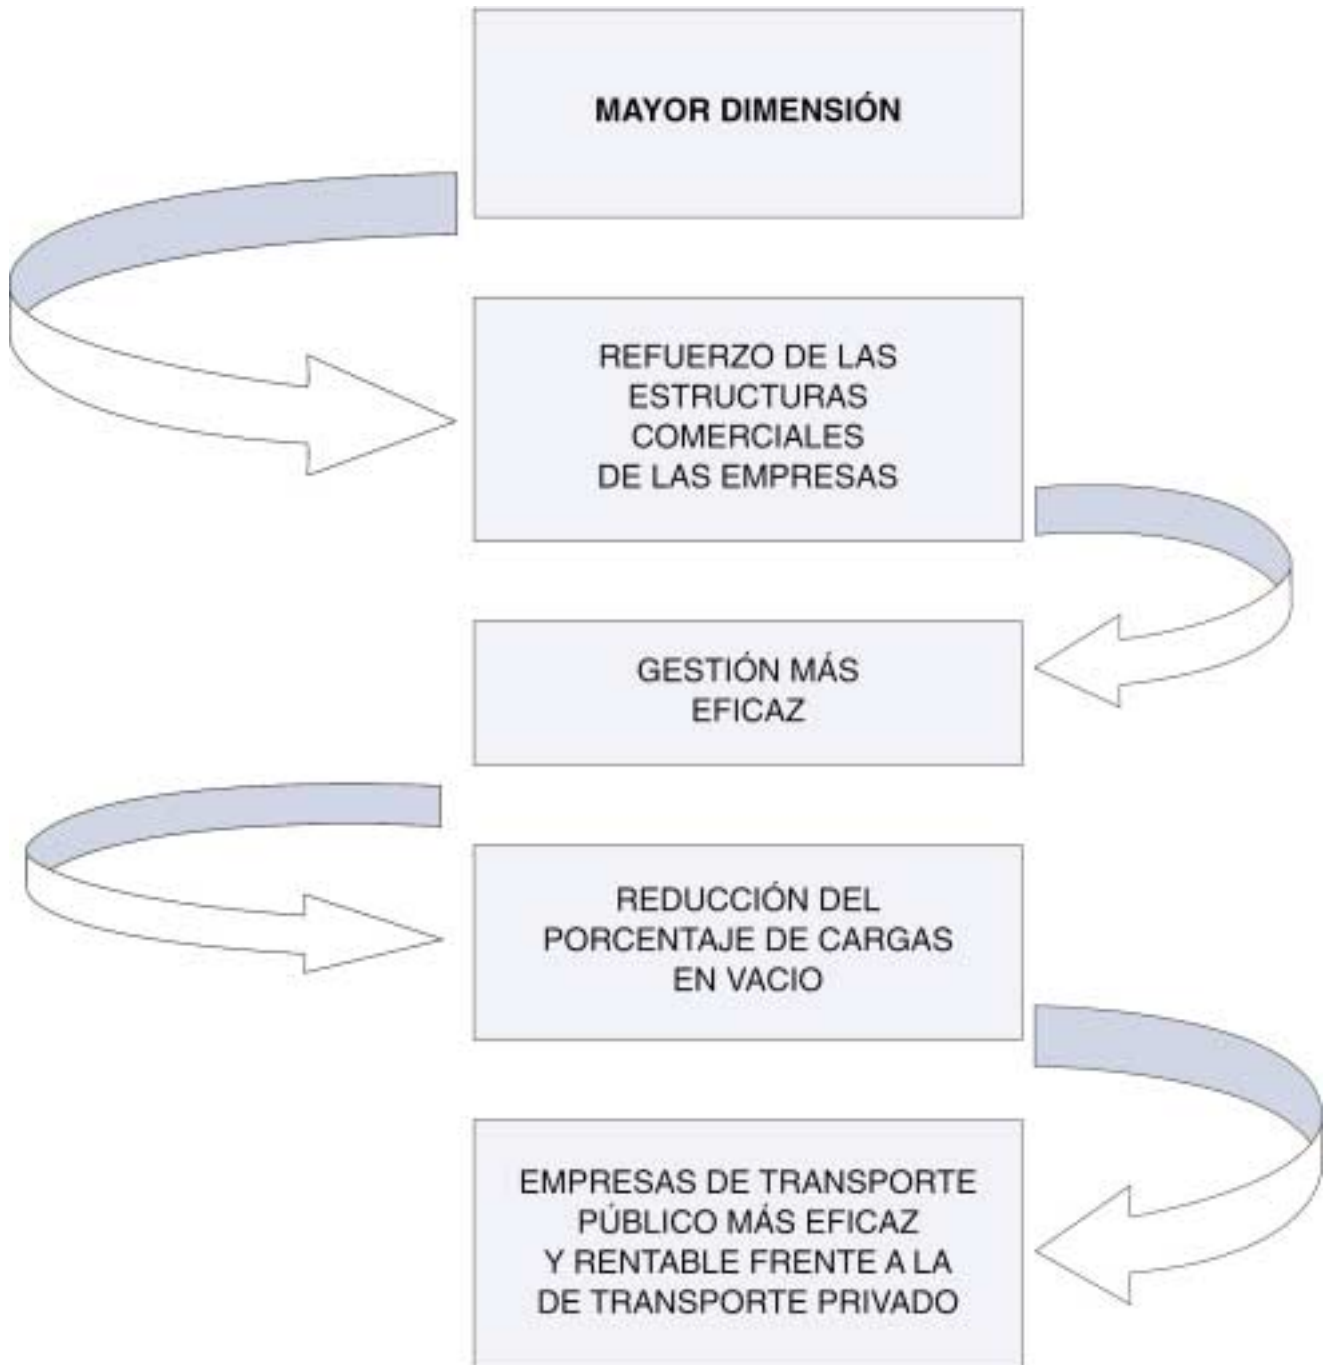 MAYOR DIMENSIÓN
REFUERZO DE LAS
ESTRUCTURAS
COMERCIALES
DE LAS EMPRESAS
GESTIÓN MÁS
EFICAZ
REDUCCIÓN DEL
PORCENTAJE DE CARGAS
EN VACIO
EMPRESAS DE TRANSPORTE
PÚBLICO MÁS EFICAZ
Y RENTABLE FRENTE A LA
DE TRANSPORTE PRIVADO